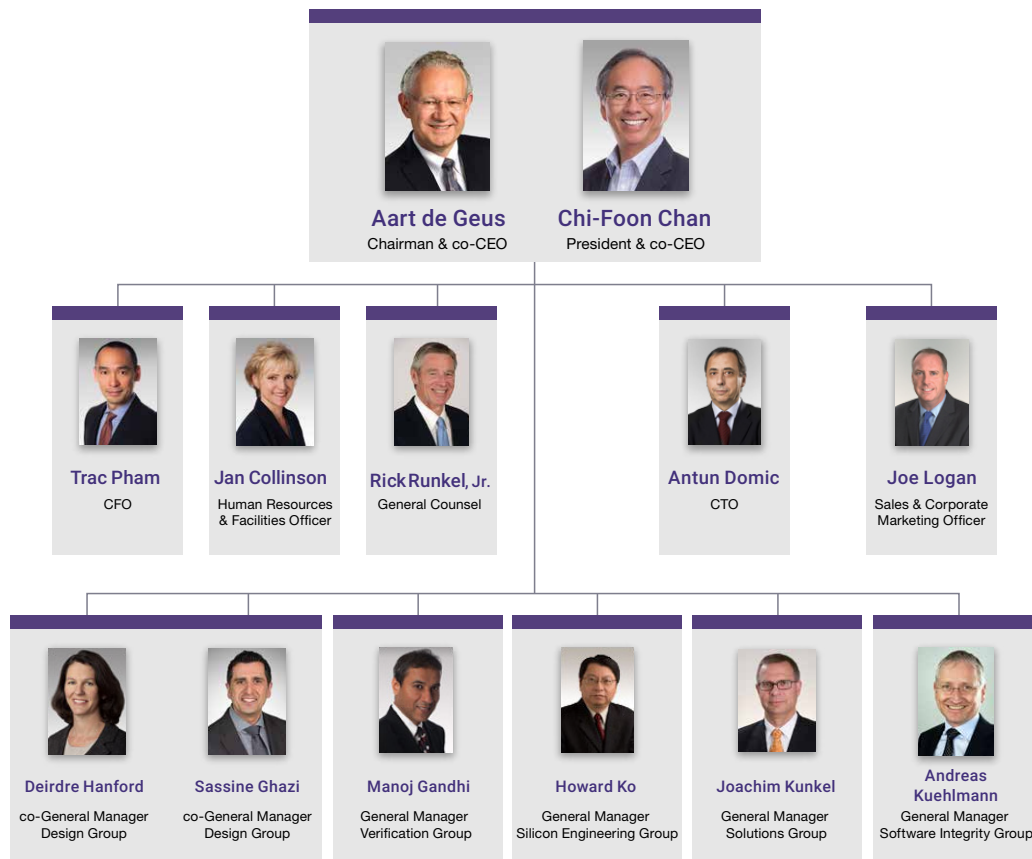 Aart de Geus
Chairman & co-CEO
Chi-Foon Chan
President & co-CEO
Trac Pham
CFO
Jan Collinson
Human Resources
& Facilities Officer
Rick Runkel, Jr.
General Counsel
Antun Domic
CTO
Joe Logan
Sales & Corporate
Marketing Officer
Deirdre Hanford
co-General Manager
Design Group
Sassine Ghazi
co-General Manager
Design Group
Manoj Gandhi
General Manager
Verification Group
Howard Ko
General Manager
Silicon Engineering Group
Joachim Kunkel
General Manager
Solutions Group
Andreas
Kuehlmann
General Manager
Software Integrity Group